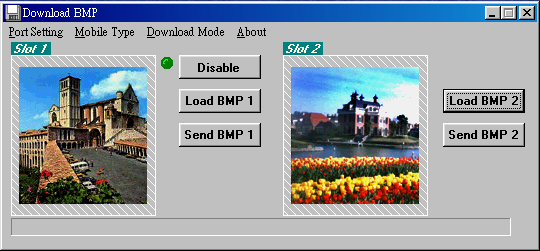 Download BMP
Port Setting Mobile Type Download Mode About
Slot 1
Slot 2
Disable
Load BMP 1
Load BMP 2
Send BMP 1
Send BMP 2